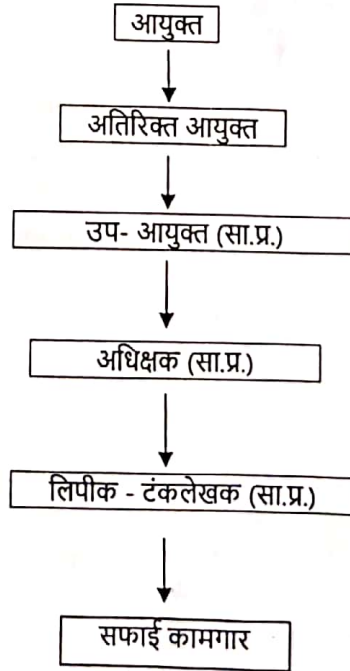 आयुक्त
अतिरिक्त आयुक्त
उप- आयुक्त (सा.प्र.)
अधिक्षक (सा.प्र.)
लिपीक - टंकलेखक (सा.प्र.)
सफाई कामगार